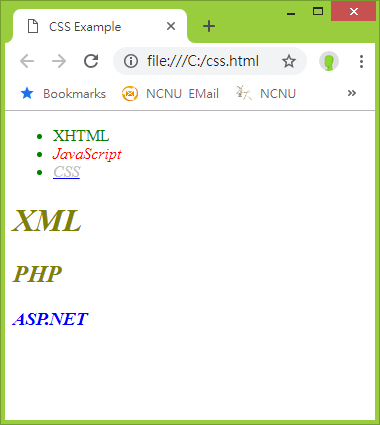 CSS Example
file:///C:/css.html
Bookmarks NCNU EMail NCNU »
XHTML
JavaScript
CSS
XML
PHP
ASP.NET